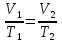 V₁/T₁ = V₂/T₂